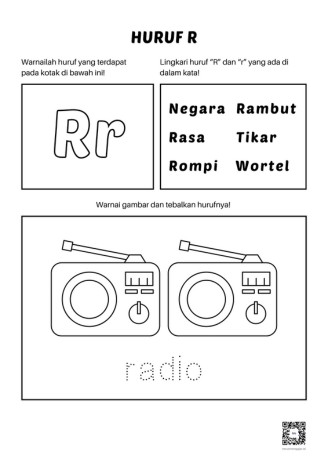 HURUF R
Warnailah huruf yang terdapat
pada kotak di bawah ini!
Lingkari huruf "R" dan "r" yang ada di
dalam kata!
Rr
Negara Rambut
Rasa Tikar
Rompi Wortel
Warnai gambar dan tebalkan hurufnya!
radio